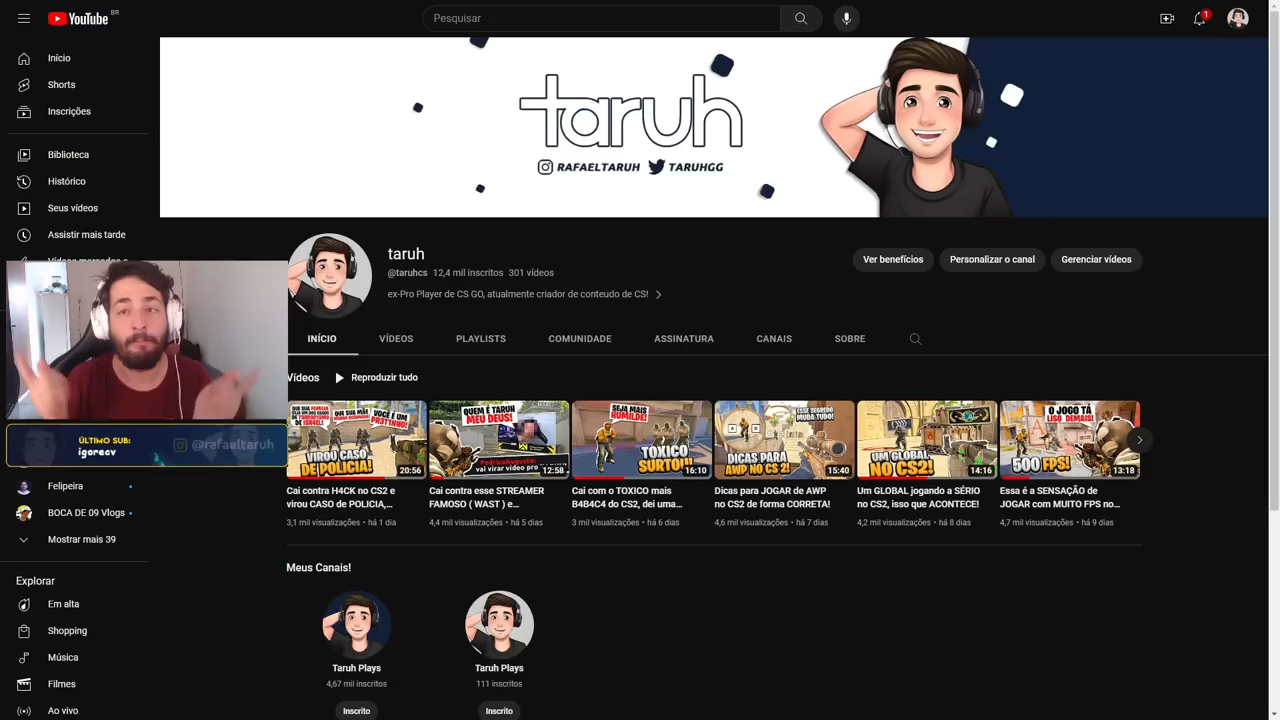 YouTube BR
Pesquisar
1
Início
Shorts
Inscrições
Biblioteca
Histórico
Seus vídeos
Assistir mais tarde
taruh
RAFAELTARUH TARUHGG
taruh
@taruhcs 12,4 mil inscritos 301 vídeos
ex-Pro Player de CS GO, atualmente criador de conteudo de CS!
Ver benefícios
Personalizar o canal
Gerenciar vídeos
INÍCIO VÍDEOS PLAYLISTS COMUNIDADE ASSINATURA CANAIS SOBRE
Vídeos Reproduzir tudo
ÚLTIMO SUB:
igorecv
@rafaeltaruh
VIROU CASO
DE POLICIA!
20:56
Cai contra H4CK no CS2 e
virou CASO de POLICIA,...
3,1 mil visualizações • há 1 dia
QUEM É TARUH
MEU DEUS!
vai virar vídeo pro
12:58
Cai contra esse STREAMER
FAMOSO ( WAST ) e...
4,4 mil visualizações • há 5 dias
SEJA MAIS
HUMILDE!
TOXICO
SURTOU!
16:10
Cai com o TOXICO mais
B4B4C4 do CS2, dei uma...
3 mil visualizações • há 6 dias
ESSE SEGREDO
MUDA TUDO!
DICAS PARA
AWP NO CS2!
15:40
Dicas para JOGAR de AWP
no CS2 de forma CORRETA!
4,6 mil visualizações • há 7 dias
UM GLOBAL
NO CS2!
14:16
Um GLOBAL jogando a SÉRIO
no CS2, isso que ACONTECE!
4,2 mil visualizações • há 8 dias
O JOGO TÁ
LISO DEMAIS!
500 FPS!
13:18
Essa é a SENSAÇÃO de
JOGAR com MUITO FPS no...
4,7 mil visualizações • há 9 dias
Felipeira
BOCA DE 09 Vlogs
Mostrar mais 39
Explorar
Em alta
Shopping
Música
Filmes
Ao vivo
Meus Canais!
Taruh Plays
4,67 mil inscritos
Inscrito
Taruh Plays
111 inscritos
Inscrito